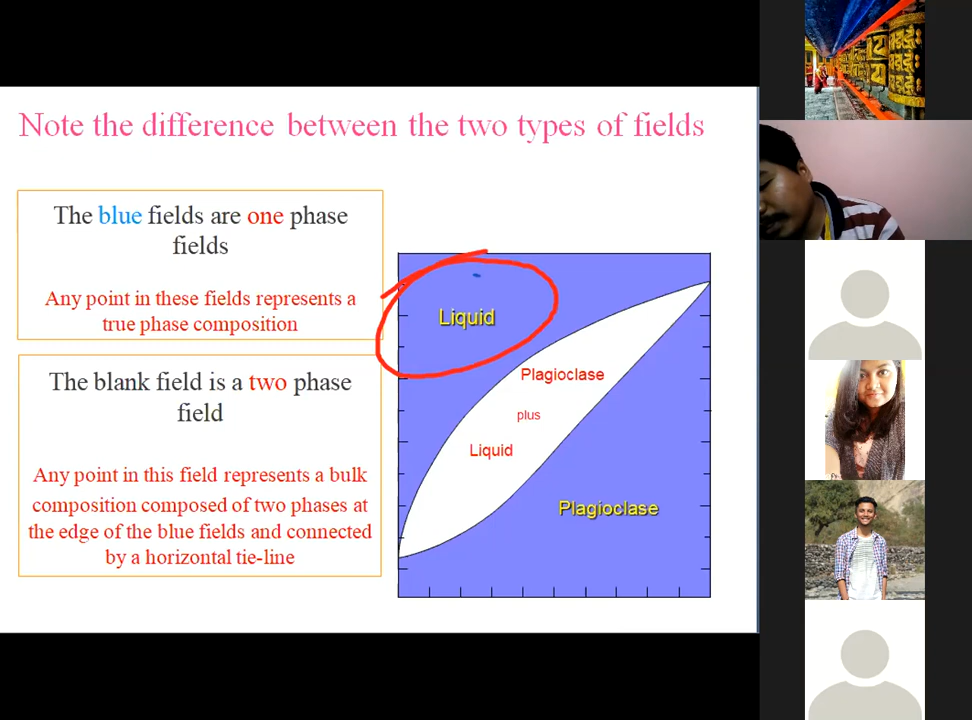 Note the difference between the two types of fields
The blue fields are one phase
fields
Any point in these fields represents a
true phase composition
The blank field is a two phase
field
Any point in this field represents a bulk
composition composed of two phases at
the edge of the blue fields and connected
by a horizontal tie-line
Liquid
Plagioclase
plus
Liquid
Plagioclase